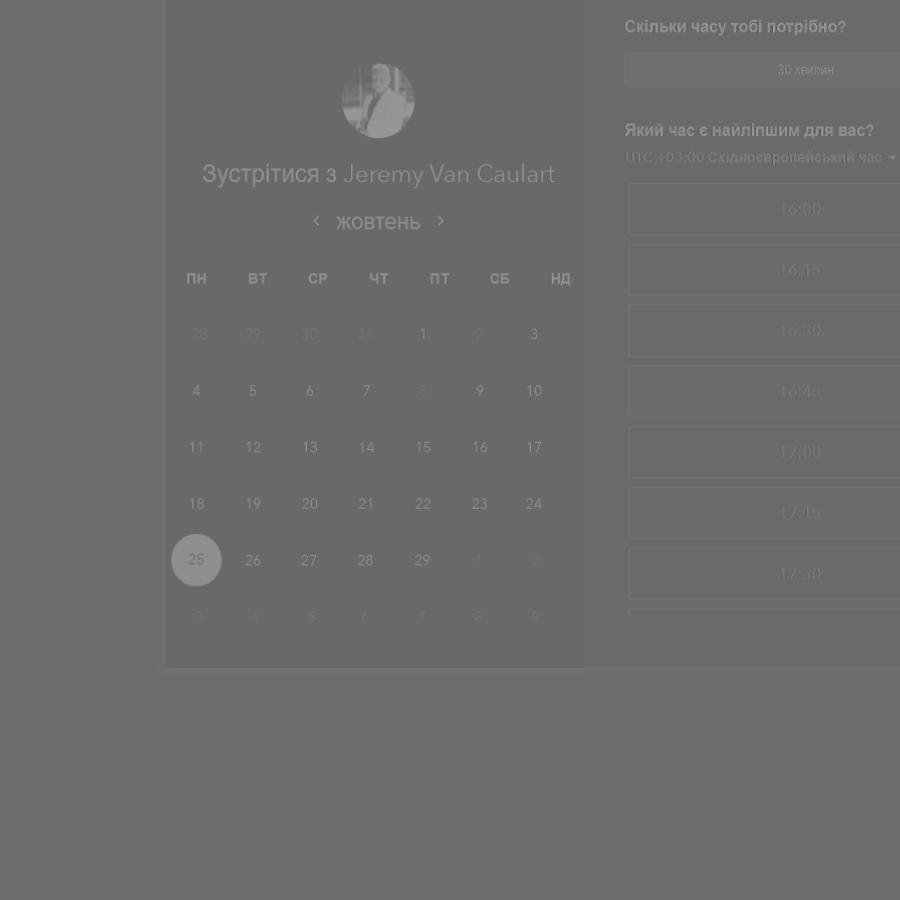 Зустрітися з Jeremy Van Caulart
жовтень
ПН ВТ СР ЧТ ПТ СБ НД
28 29 30 31 1 2 3
4 5 6 7 8 9 10
11 12 13 14 15 16 17
18 19 20 21 22 23 24
25 26 27 28 29 1 2
3 4 5 6 7 8 9
Скільки часу тобі потрібно?
30 хвилин
Який час є найліпшим для вас?
UTC +03:00 Східноєвропейський час
16:00
16:15
16:30
16:45
17:00
17:15
17:30